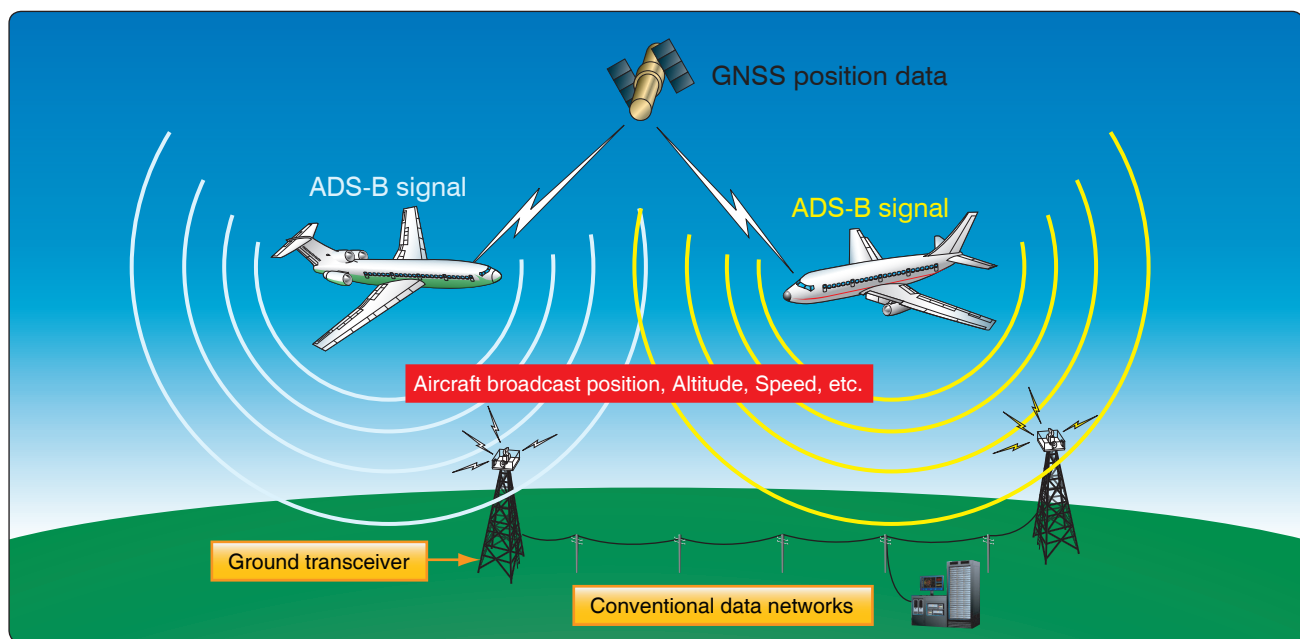 GNSS position data
ADS-B signal
ADS-B signal
Aircraft broadcast position, Altitude, Speed, etc.
Ground transceiver
Conventional data networks